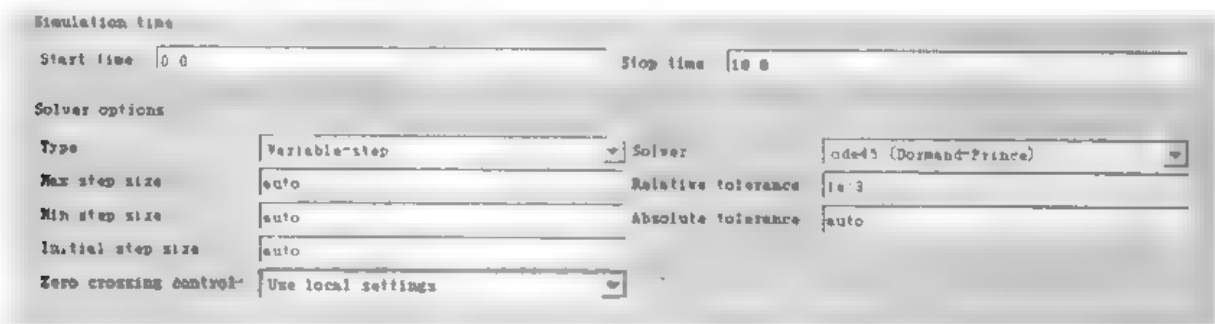 Simulation time
Start time 0.0 Stop time 10.0
Solver options
Type Variable-step Solver ode45 (Dormand-Prince)
Max step size auto Relative tolerance 1e-3
Min step size auto Absolute tolerance auto
Initial step size auto
Zero crossing control Use local settings